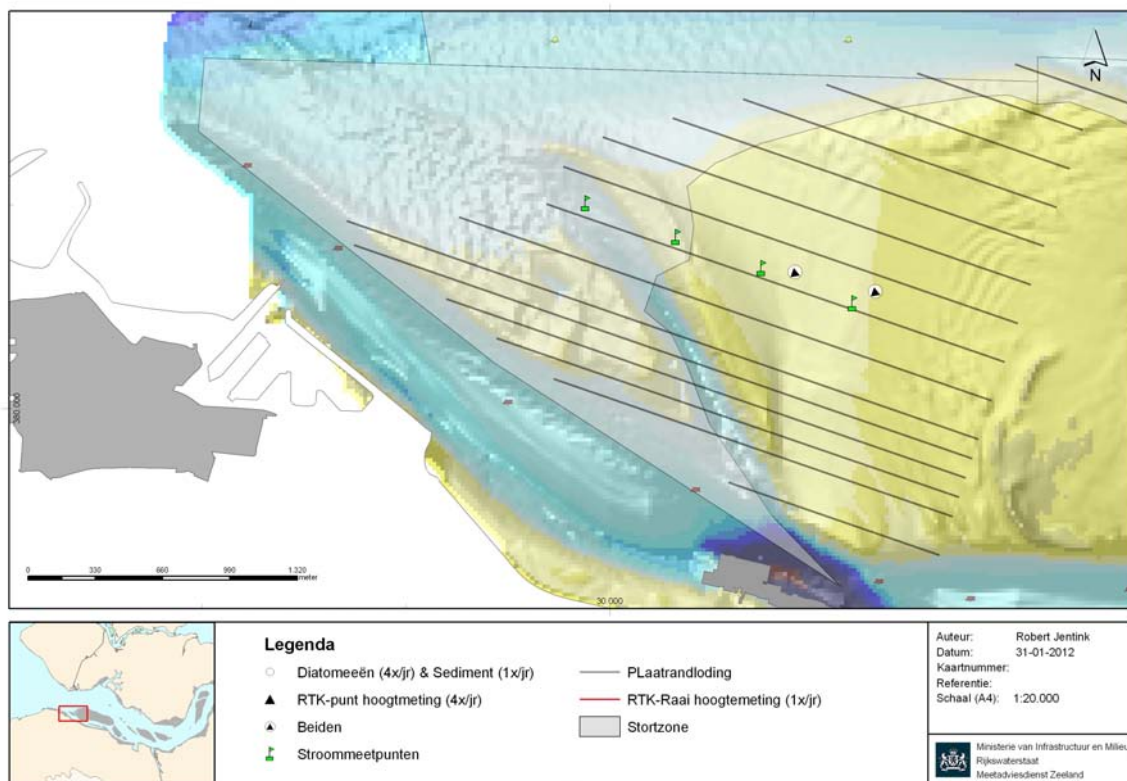 N
380.000
0 330 660 990 1.320
meter
30.000
Legenda
Diatomeeën (4x/jr) & Sediment (1x/jr)
RTK-punt hoogtmeting (4x/jr)
Beiden
Stroommeetpunten
PLaatrandloding
RTK-Raai hoogtemeting (1x/jr)
Stortzone
Auteur: Robert Jentink
Datum: 31-01-2012
Kaartnummer:
Referentie:
Schaal (A4): 1:20.000
Ministerie van Infrastructuur en Milieu
Rijkswaterstaat
Meetadviesdienst Zeeland